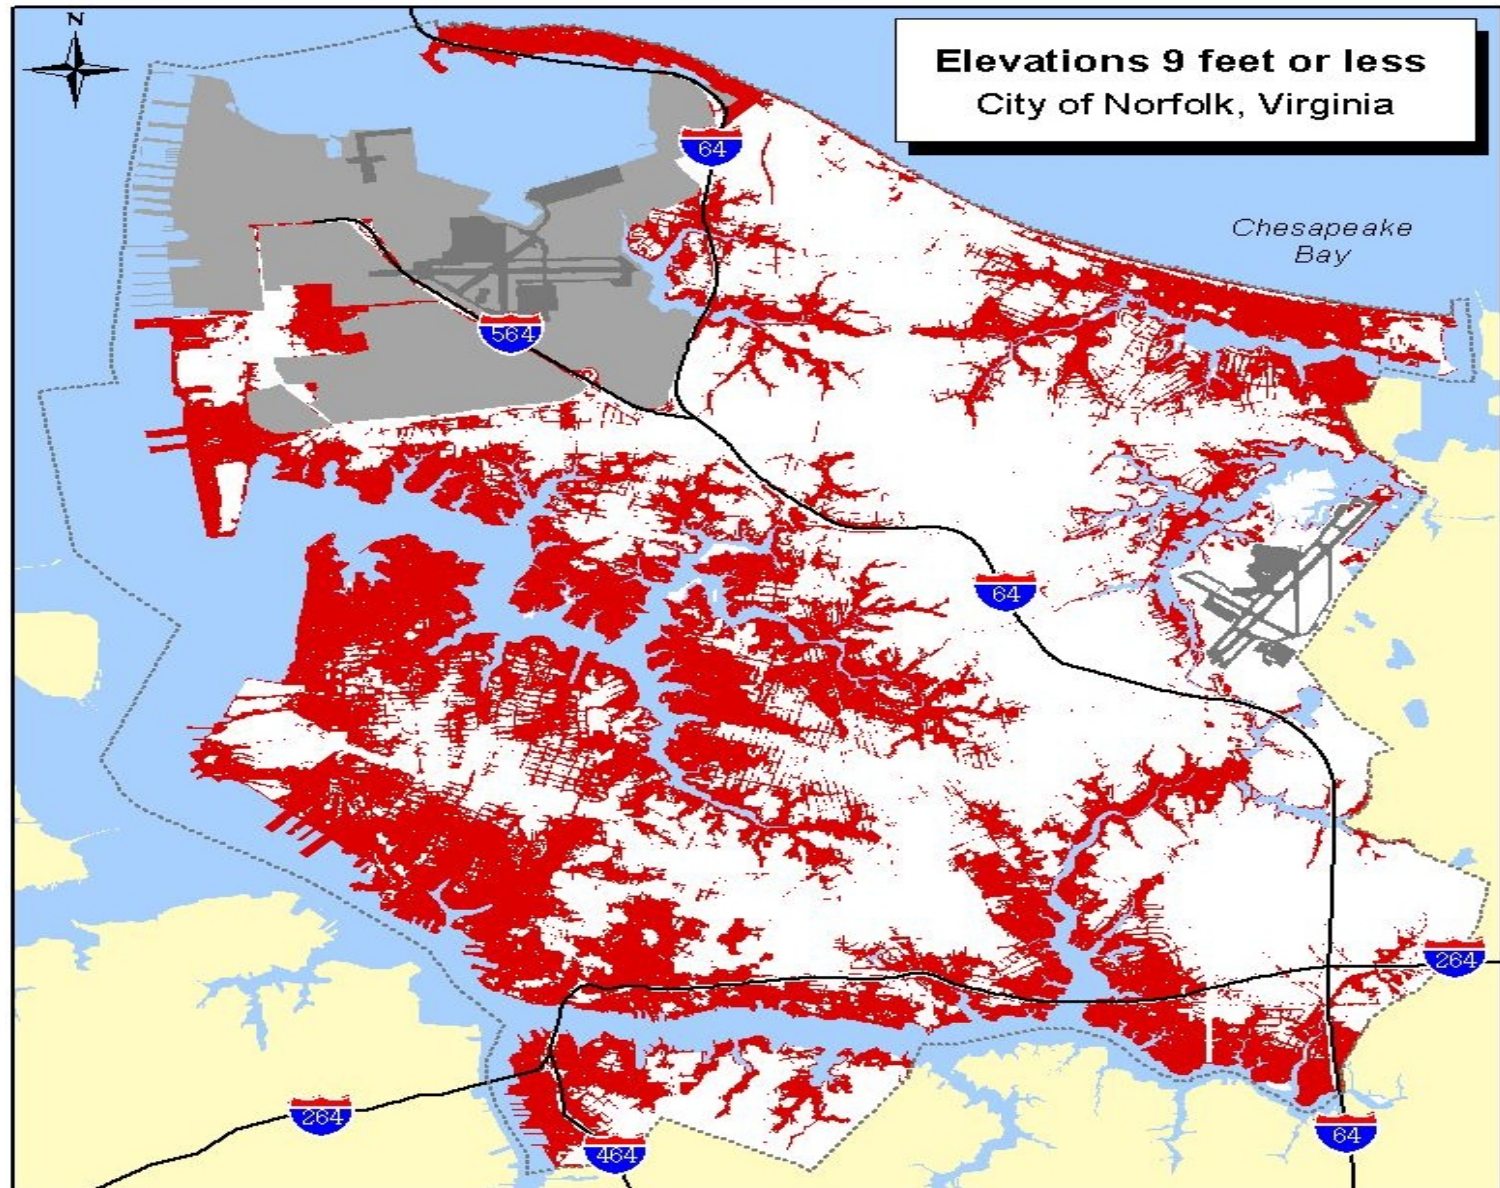 N
Elevations 9 feet or less
City of Norfolk, Virginia
64
Chesapeake
Bay
564
64
264
264
464
64